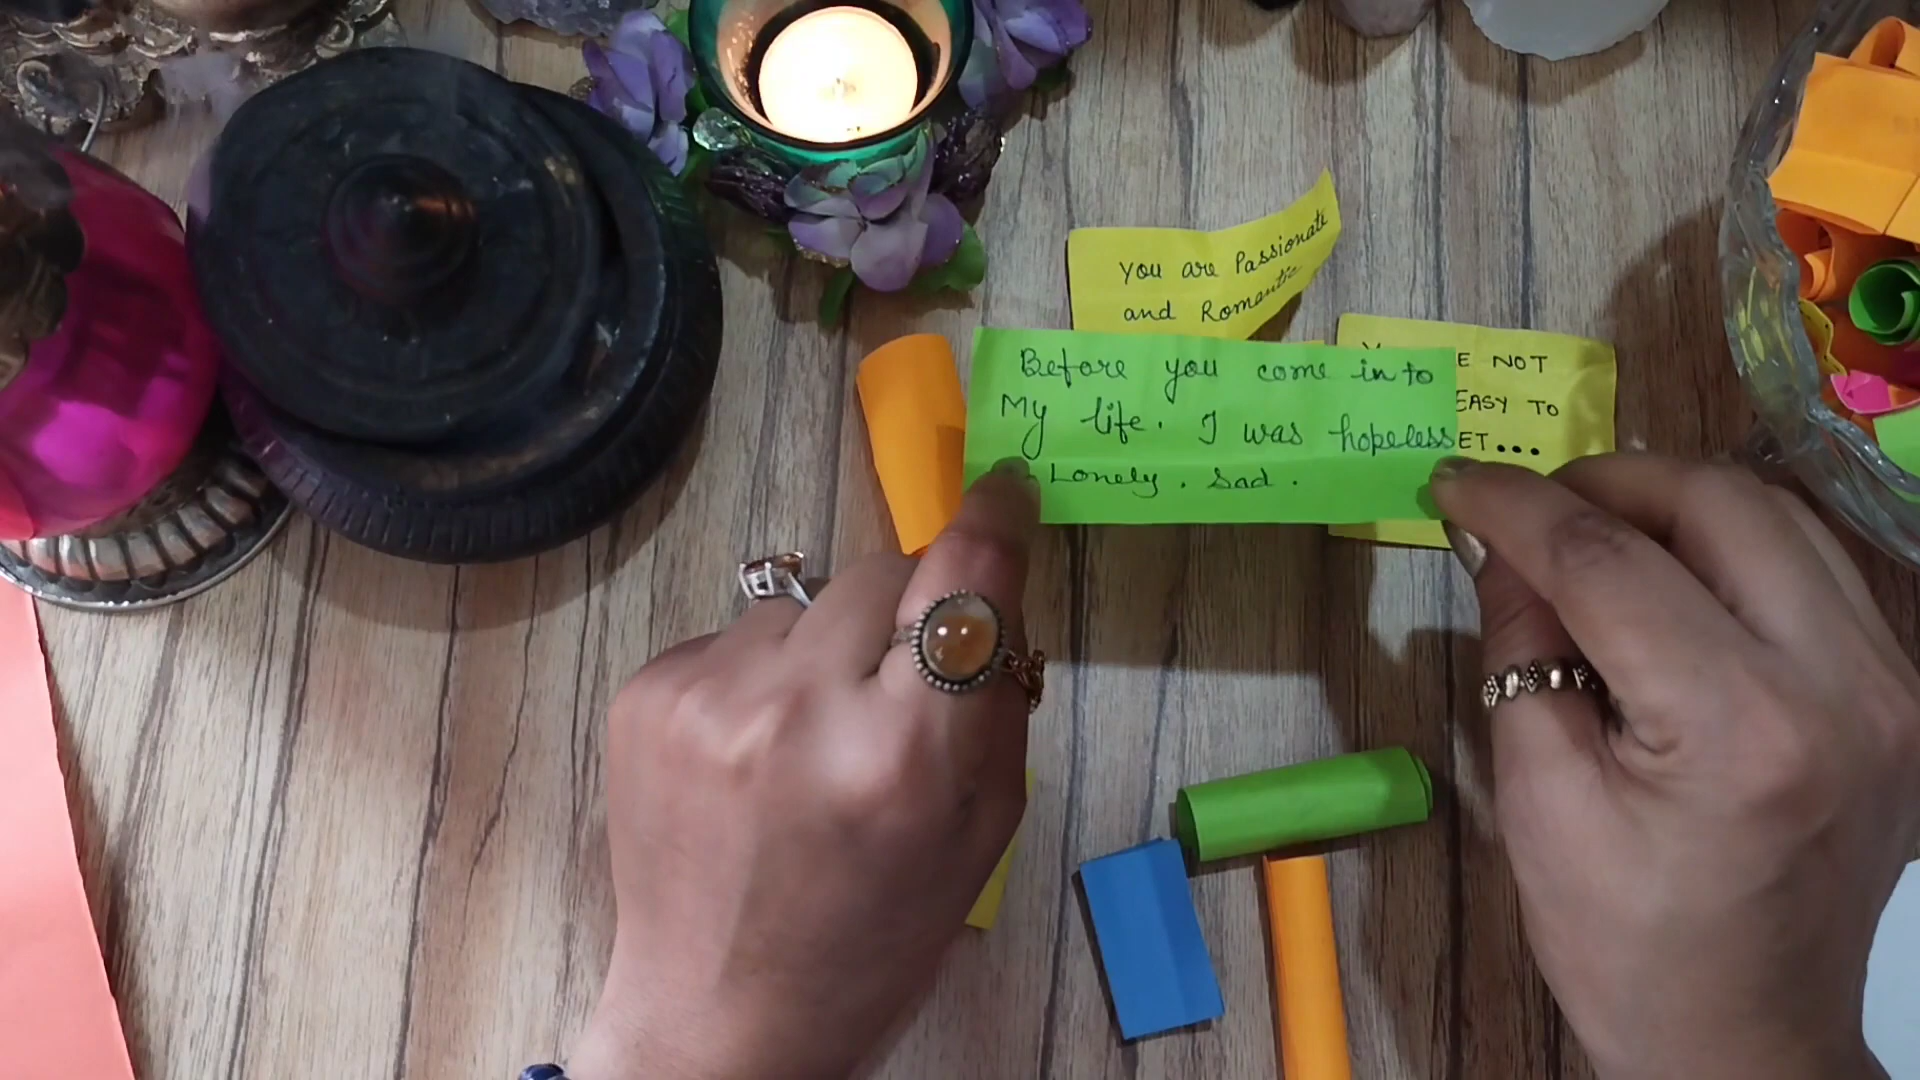 You are Passionate
and Romantic
Before you come in to
My life. I was hopeless
Lonely. Sad.
E NOT
EASY TO
ET...